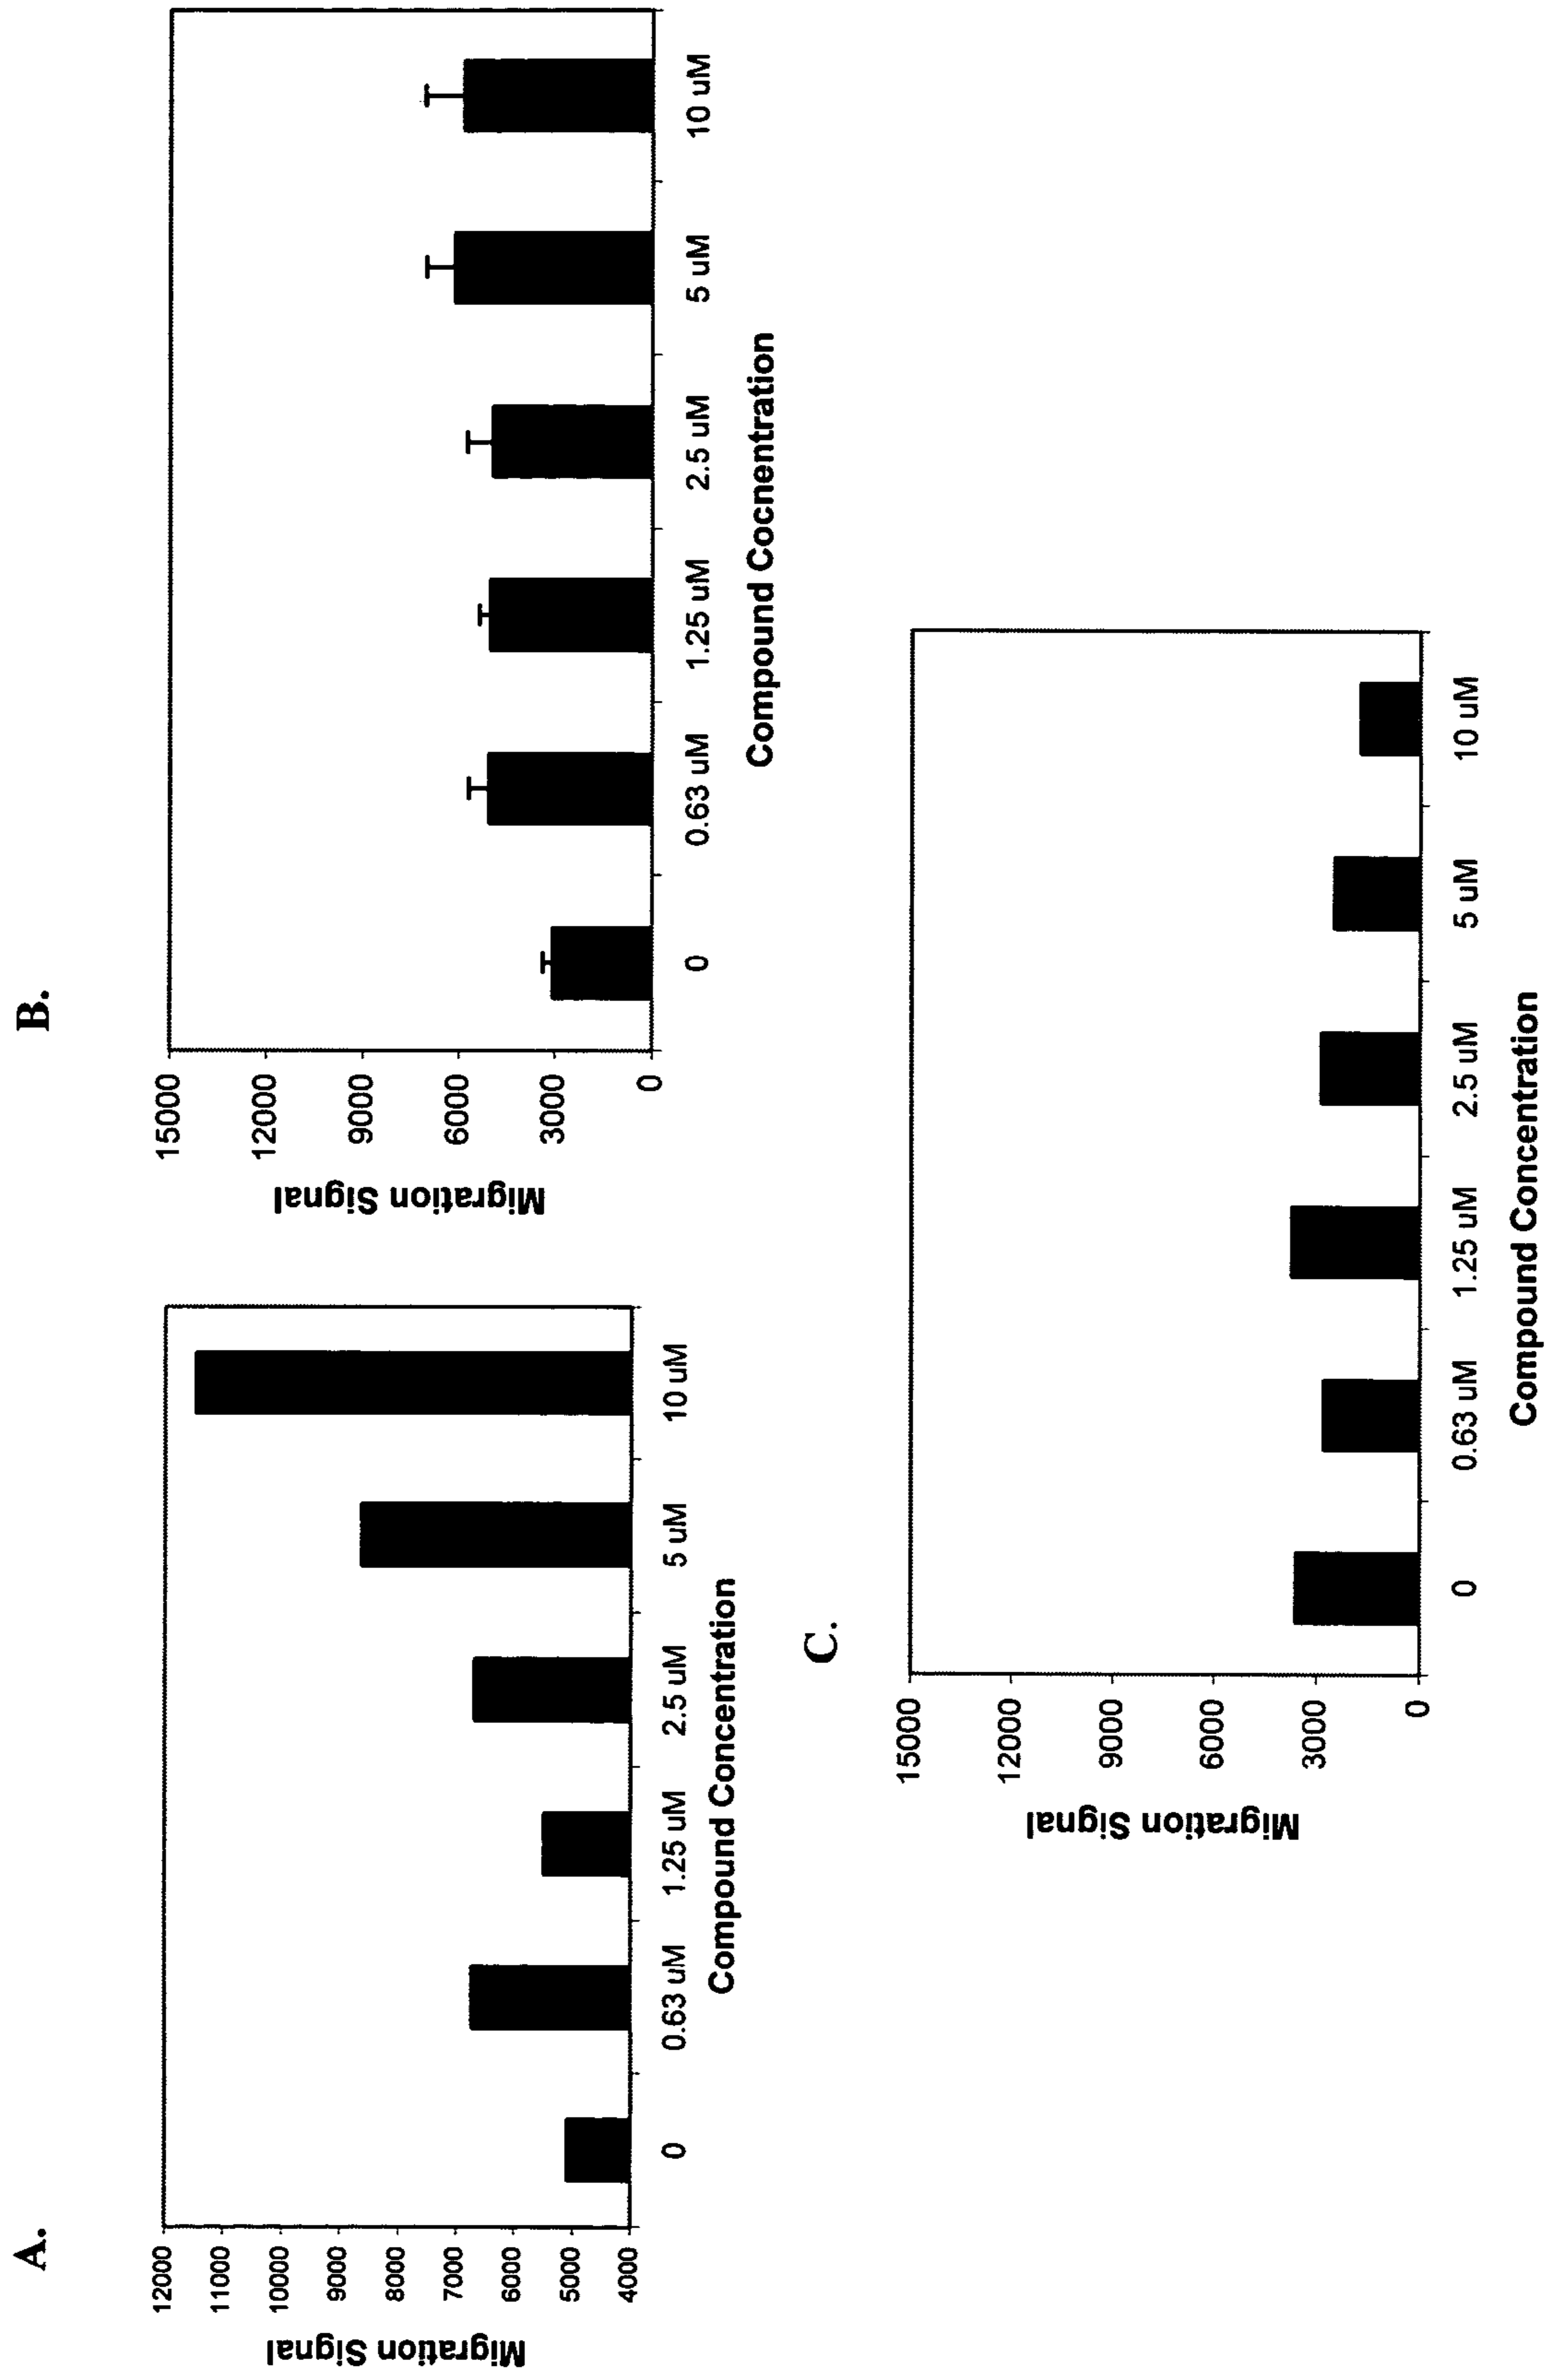 A.
Migration Signal
12000
11000
10000
9000
8000
7000
6000
5000
4000
0
0.63 uM
1.25 uM
2.5 uM
5 uM
10 uM
Compound Concentration
B.
Migration Signal
15000
12000
9000
6000
3000
0
0
0.63 uM
1.25 uM
2.5 uM
5 uM
10 uM
Compound Cocnentration
C.
Migration Signal
15000
12000
9000
6000
3000
0
0
0.63 uM
1.25 uM
2.5 uM
5 uM
10 uM
Compound Concentration